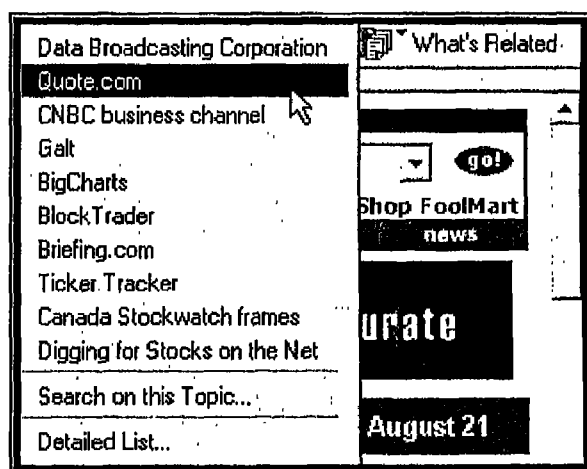 Data Broadcasting Corporation
Quote.com
CNBC business channel
Galt
BigCharts
BlockTrader
Briefing.com
Ticker Tracker
Canada Stockwatch frames
Digging for Stocks on the Net
Search on this Topic...
Detailed List...
What's Related
go!
Shop FoolMart
news
urate
August 21